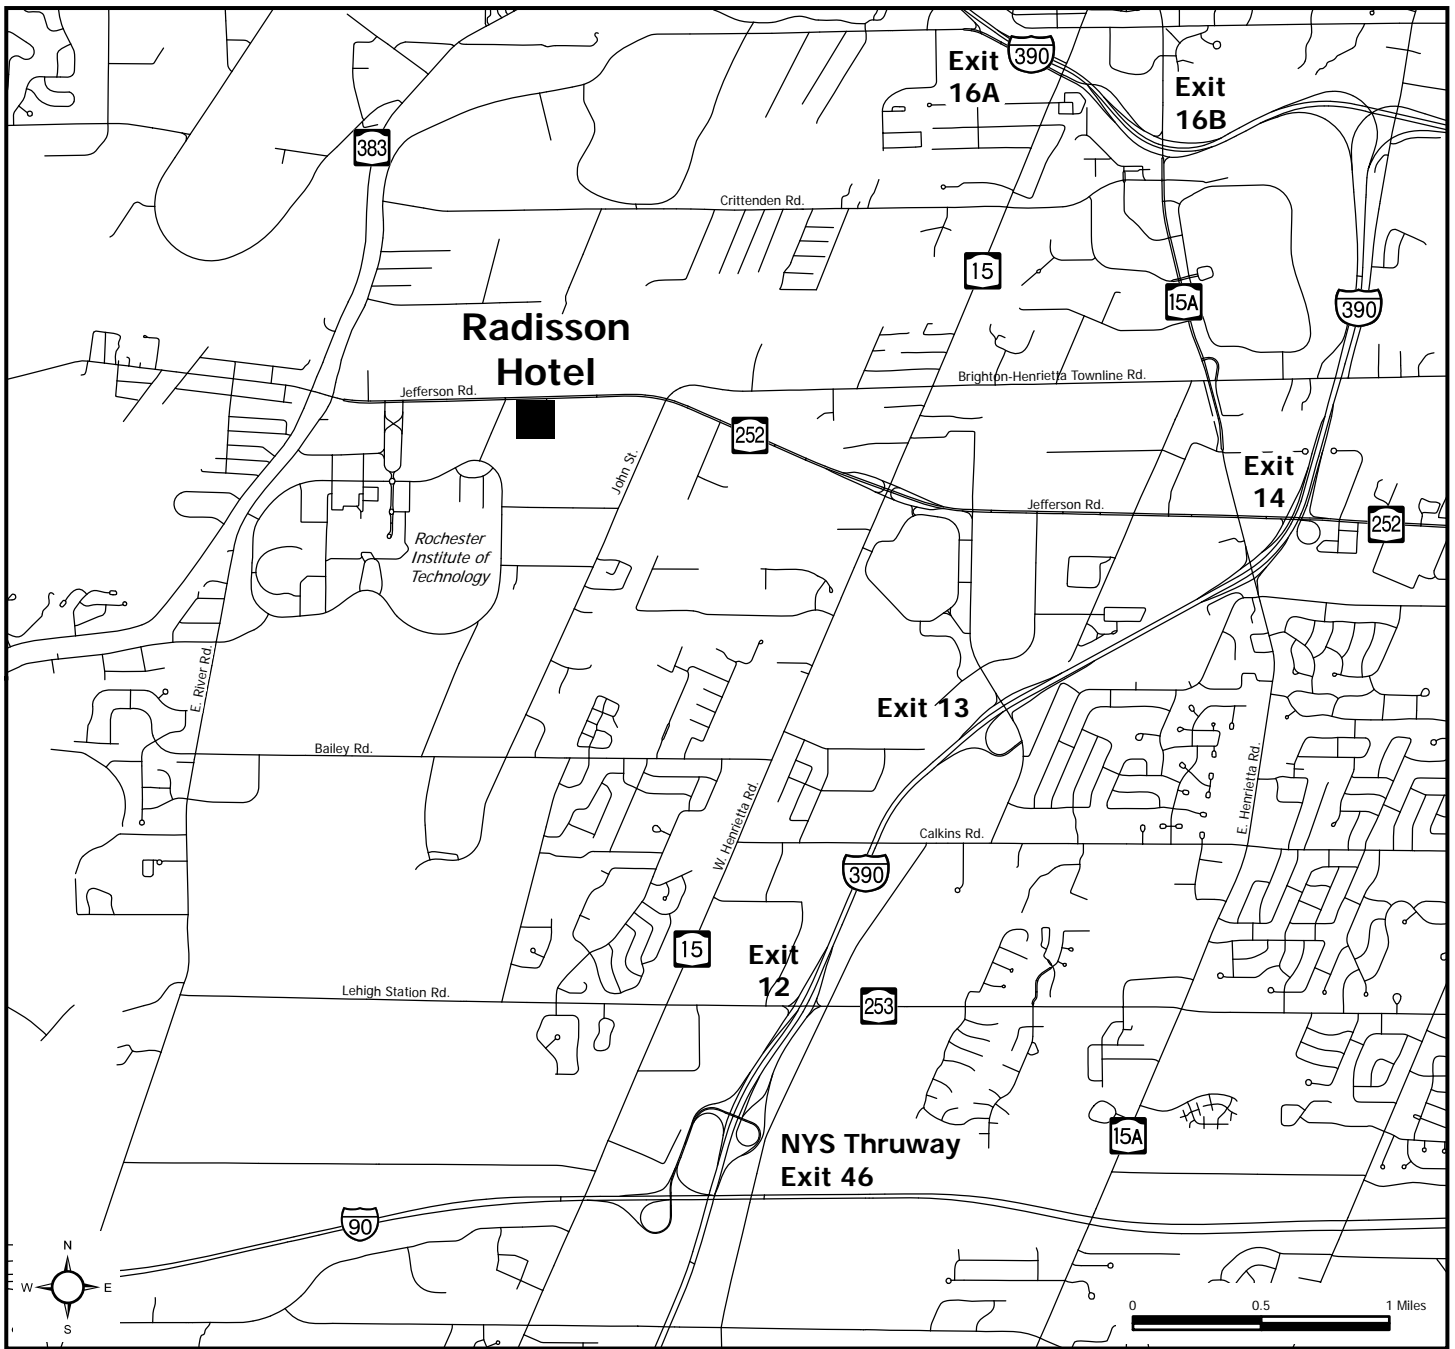 390
Exit
16A
Exit
16B
383
Crittenden Rd.
15
15A
390
Radisson
Hotel
Brighton-Henrietta Townline Rd.
Jefferson Rd.
252
John St.
Exit
14
Jefferson Rd.
252
Rochester
Institute of
Technology
E. River Rd.
Exit 13
Bailey Rd.
E. Henrietta Rd.
W. Henrietta Rd.
Calkins Rd.
390
15
Exit
12
Lehigh Station Rd.
253
15A
NYS Thruway
Exit 46
90
N
W E
S
0 0.5 1 Miles